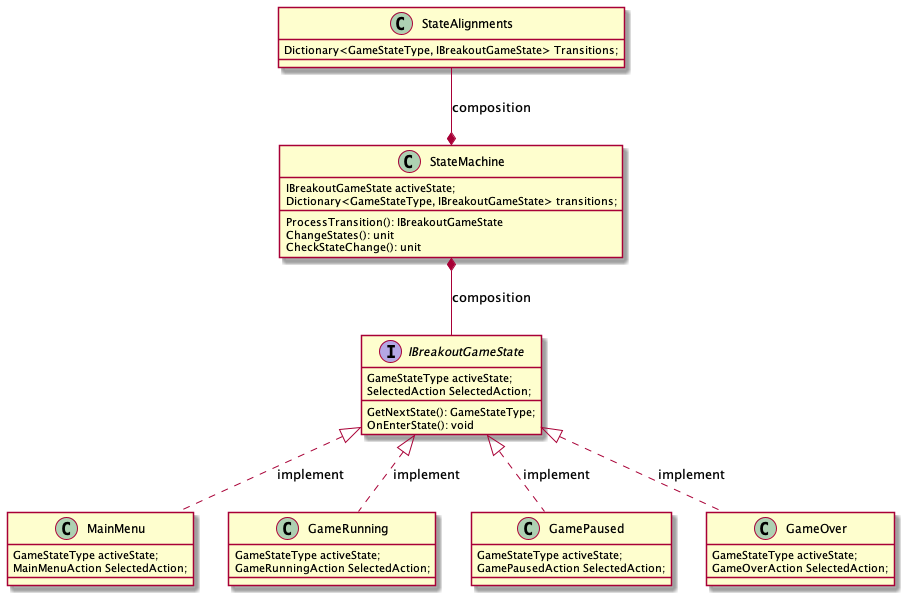 C StateAlignments
Dictionary<GameStateType, IBreakoutGameState> Transitions;
composition
C StateMachine
IBreakoutGameState activeState;
Dictionary<GameStateType, IBreakoutGameState> transitions;
ProcessTransition(): IBreakoutGameState
ChangeStates(): unit
CheckStateChange(): unit
composition
I IBreakoutGameState
GameStateType activeState;
SelectedAction SelectedAction;
GetNextState(): GameStateType;
OnEnterState(): void
implement
implement
implement
implement
C MainMenu
GameStateType activeState;
MainMenuAction SelectedAction;
C GameRunning
GameStateType activeState;
GameRunningAction SelectedAction;
C GamePaused
GameStateType activeState;
GamePausedAction SelectedAction;
C GameOver
GameStateType activeState;
GameOverAction SelectedAction;